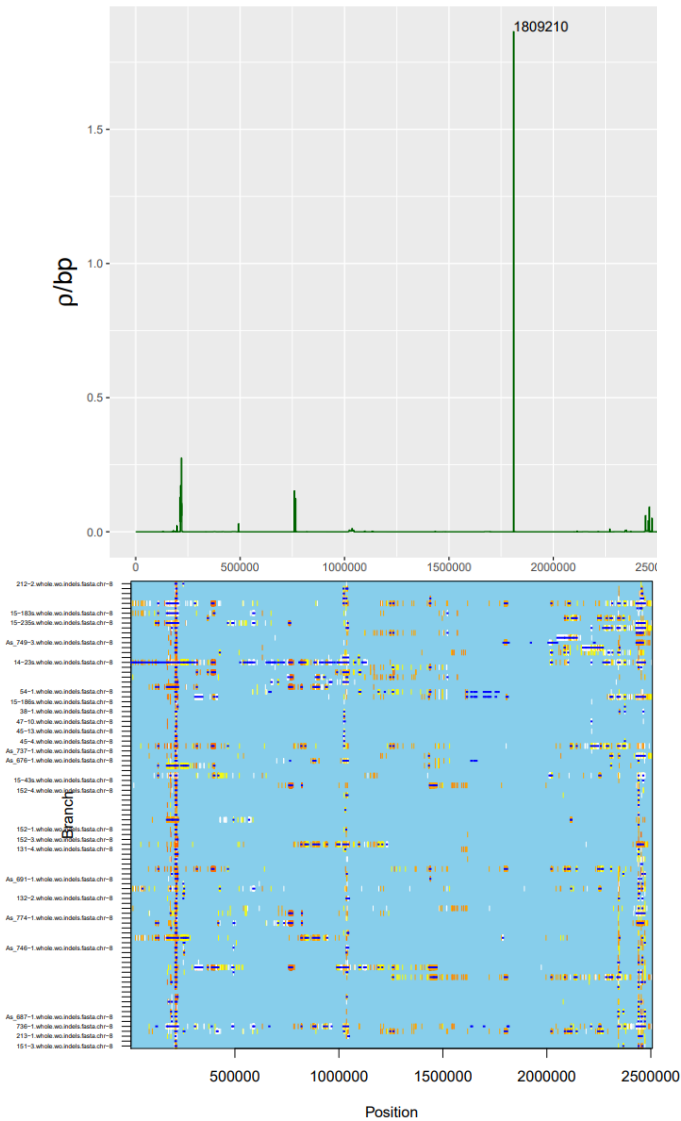 1809210
1.5
1.0
ρ/bp
0.5
0.0
0 500000 1000000 1500000 2000000 2500
212−2.whole.wo.indels.fasta.chr−8
15−183s.whole.wo.indels.fasta.chr−8
15−235s.whole.wo.indels.fasta.chr−8
As_749−3.whole.wo.indels.fasta.chr−8
14−23s.whole.wo.indels.fasta.chr−8
54−1.whole.wo.indels.fasta.chr−8
15−188s.whole.wo.indels.fasta.chr−8
38−1.whole.wo.indels.fasta.chr−8
47−10.whole.wo.indels.fasta.chr−8
45−13.whole.wo.indels.fasta.chr−8
45−4.whole.wo.indels.fasta.chr−8
As_737−1.whole.wo.indels.fasta.chr−8
As_676−1.whole.wo.indels.fasta.chr−8
15−43s.whole.wo.indels.fasta.chr−8
152−4.whole.wo.indels.fasta.chr−8
Branch
152−1.whole.wo.indels.fasta.chr−8
152−3.whole.wo.indels.fasta.chr−8
131−4.whole.wo.indels.fasta.chr−8
As_691−1.whole.wo.indels.fasta.chr−8
132−2.whole.wo.indels.fasta.chr−8
As_774−1.whole.wo.indels.fasta.chr−8
As_746−1.whole.wo.indels.fasta.chr−8
As_687−1.whole.wo.indels.fasta.chr−8
736−1.whole.wo.indels.fasta.chr−8
213−1.whole.wo.indels.fasta.chr−8
151−3.whole.wo.indels.fasta.chr−8
500000 1000000 1500000 2000000 2500000
Position